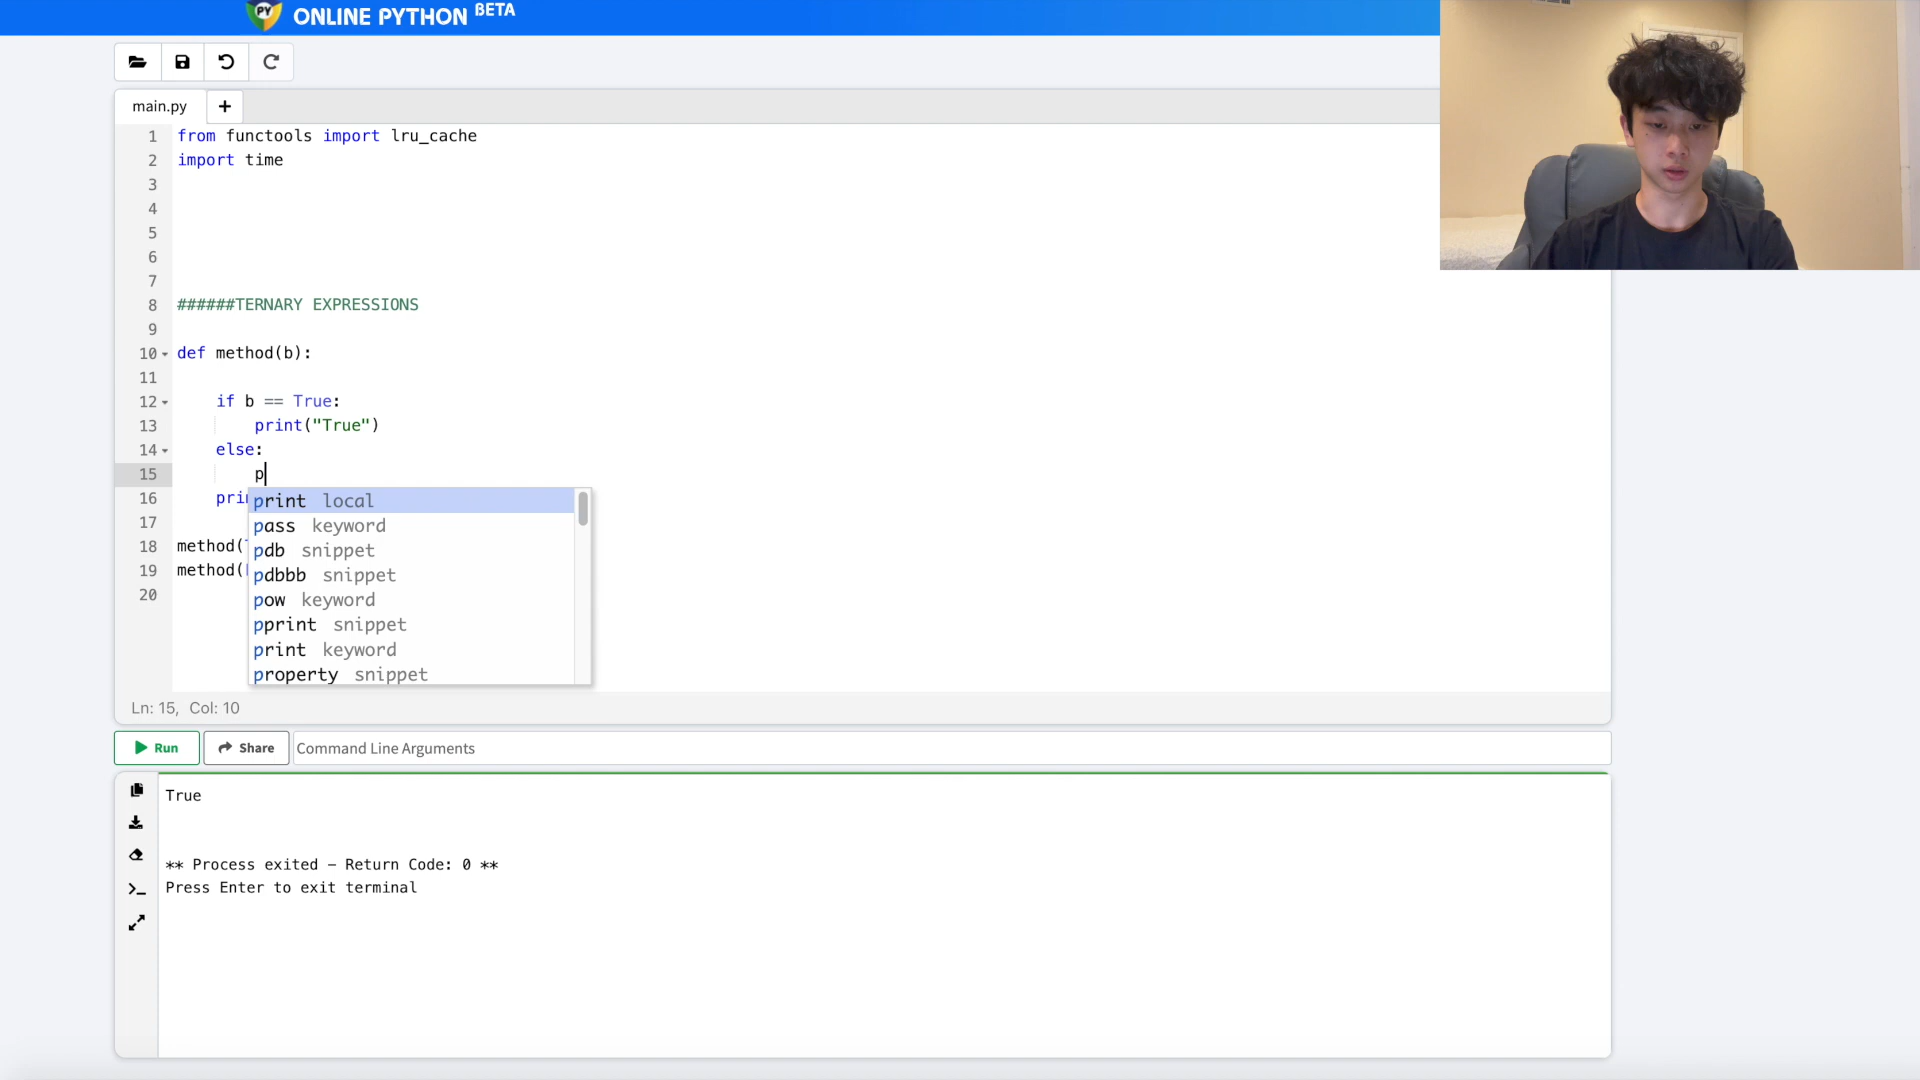 PY ONLINE PYTHON BETA
main.py +
1 from functools import lru_cache
2 import time
3
4
5
6
7
8 ######TERNARY EXPRESSIONS
9
10 def method(b):
11
12 if b == True:
13 print("True")
14 else:
15 p
16 pri
17
18 method(
19 method(
20
print local
pass keyword
pdb snippet
pdbbb snippet
pow keyword
pprint snippet
print keyword
property snippet
Ln: 15, Col: 10
Run Share Command Line Arguments
True
** Process exited - Return Code: 0 **
Press Enter to exit terminal